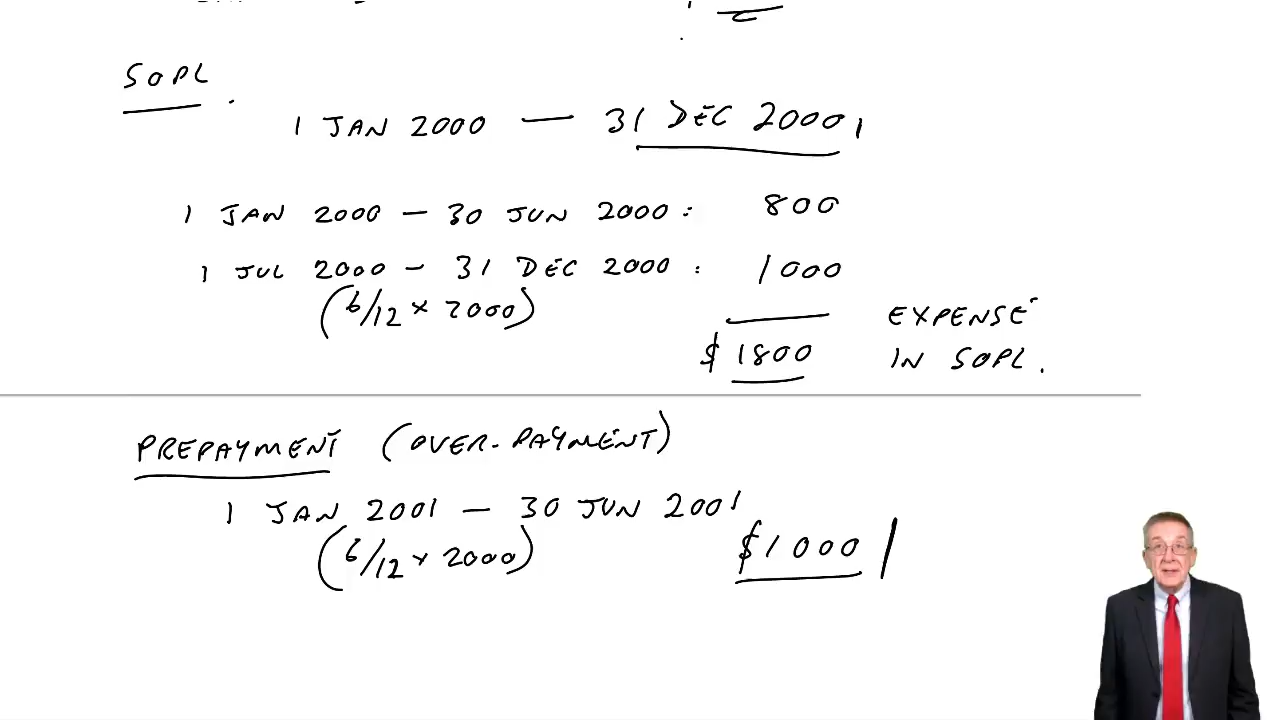 SOPL.
1 JAN 2000 — 31 DEC 2000,
1 JAN 2000 – 30 JUN 2000: 800
1 JUL 2000 – 31 DEC 2000: 1000
(6/12 × 2000)
EXPENSE
$1800 IN SOPL.
PREPAYMENT (OVER-PAYMENT)
1 JAN 2001 — 30 JUN 2001
(6/12 × 2000) $1000